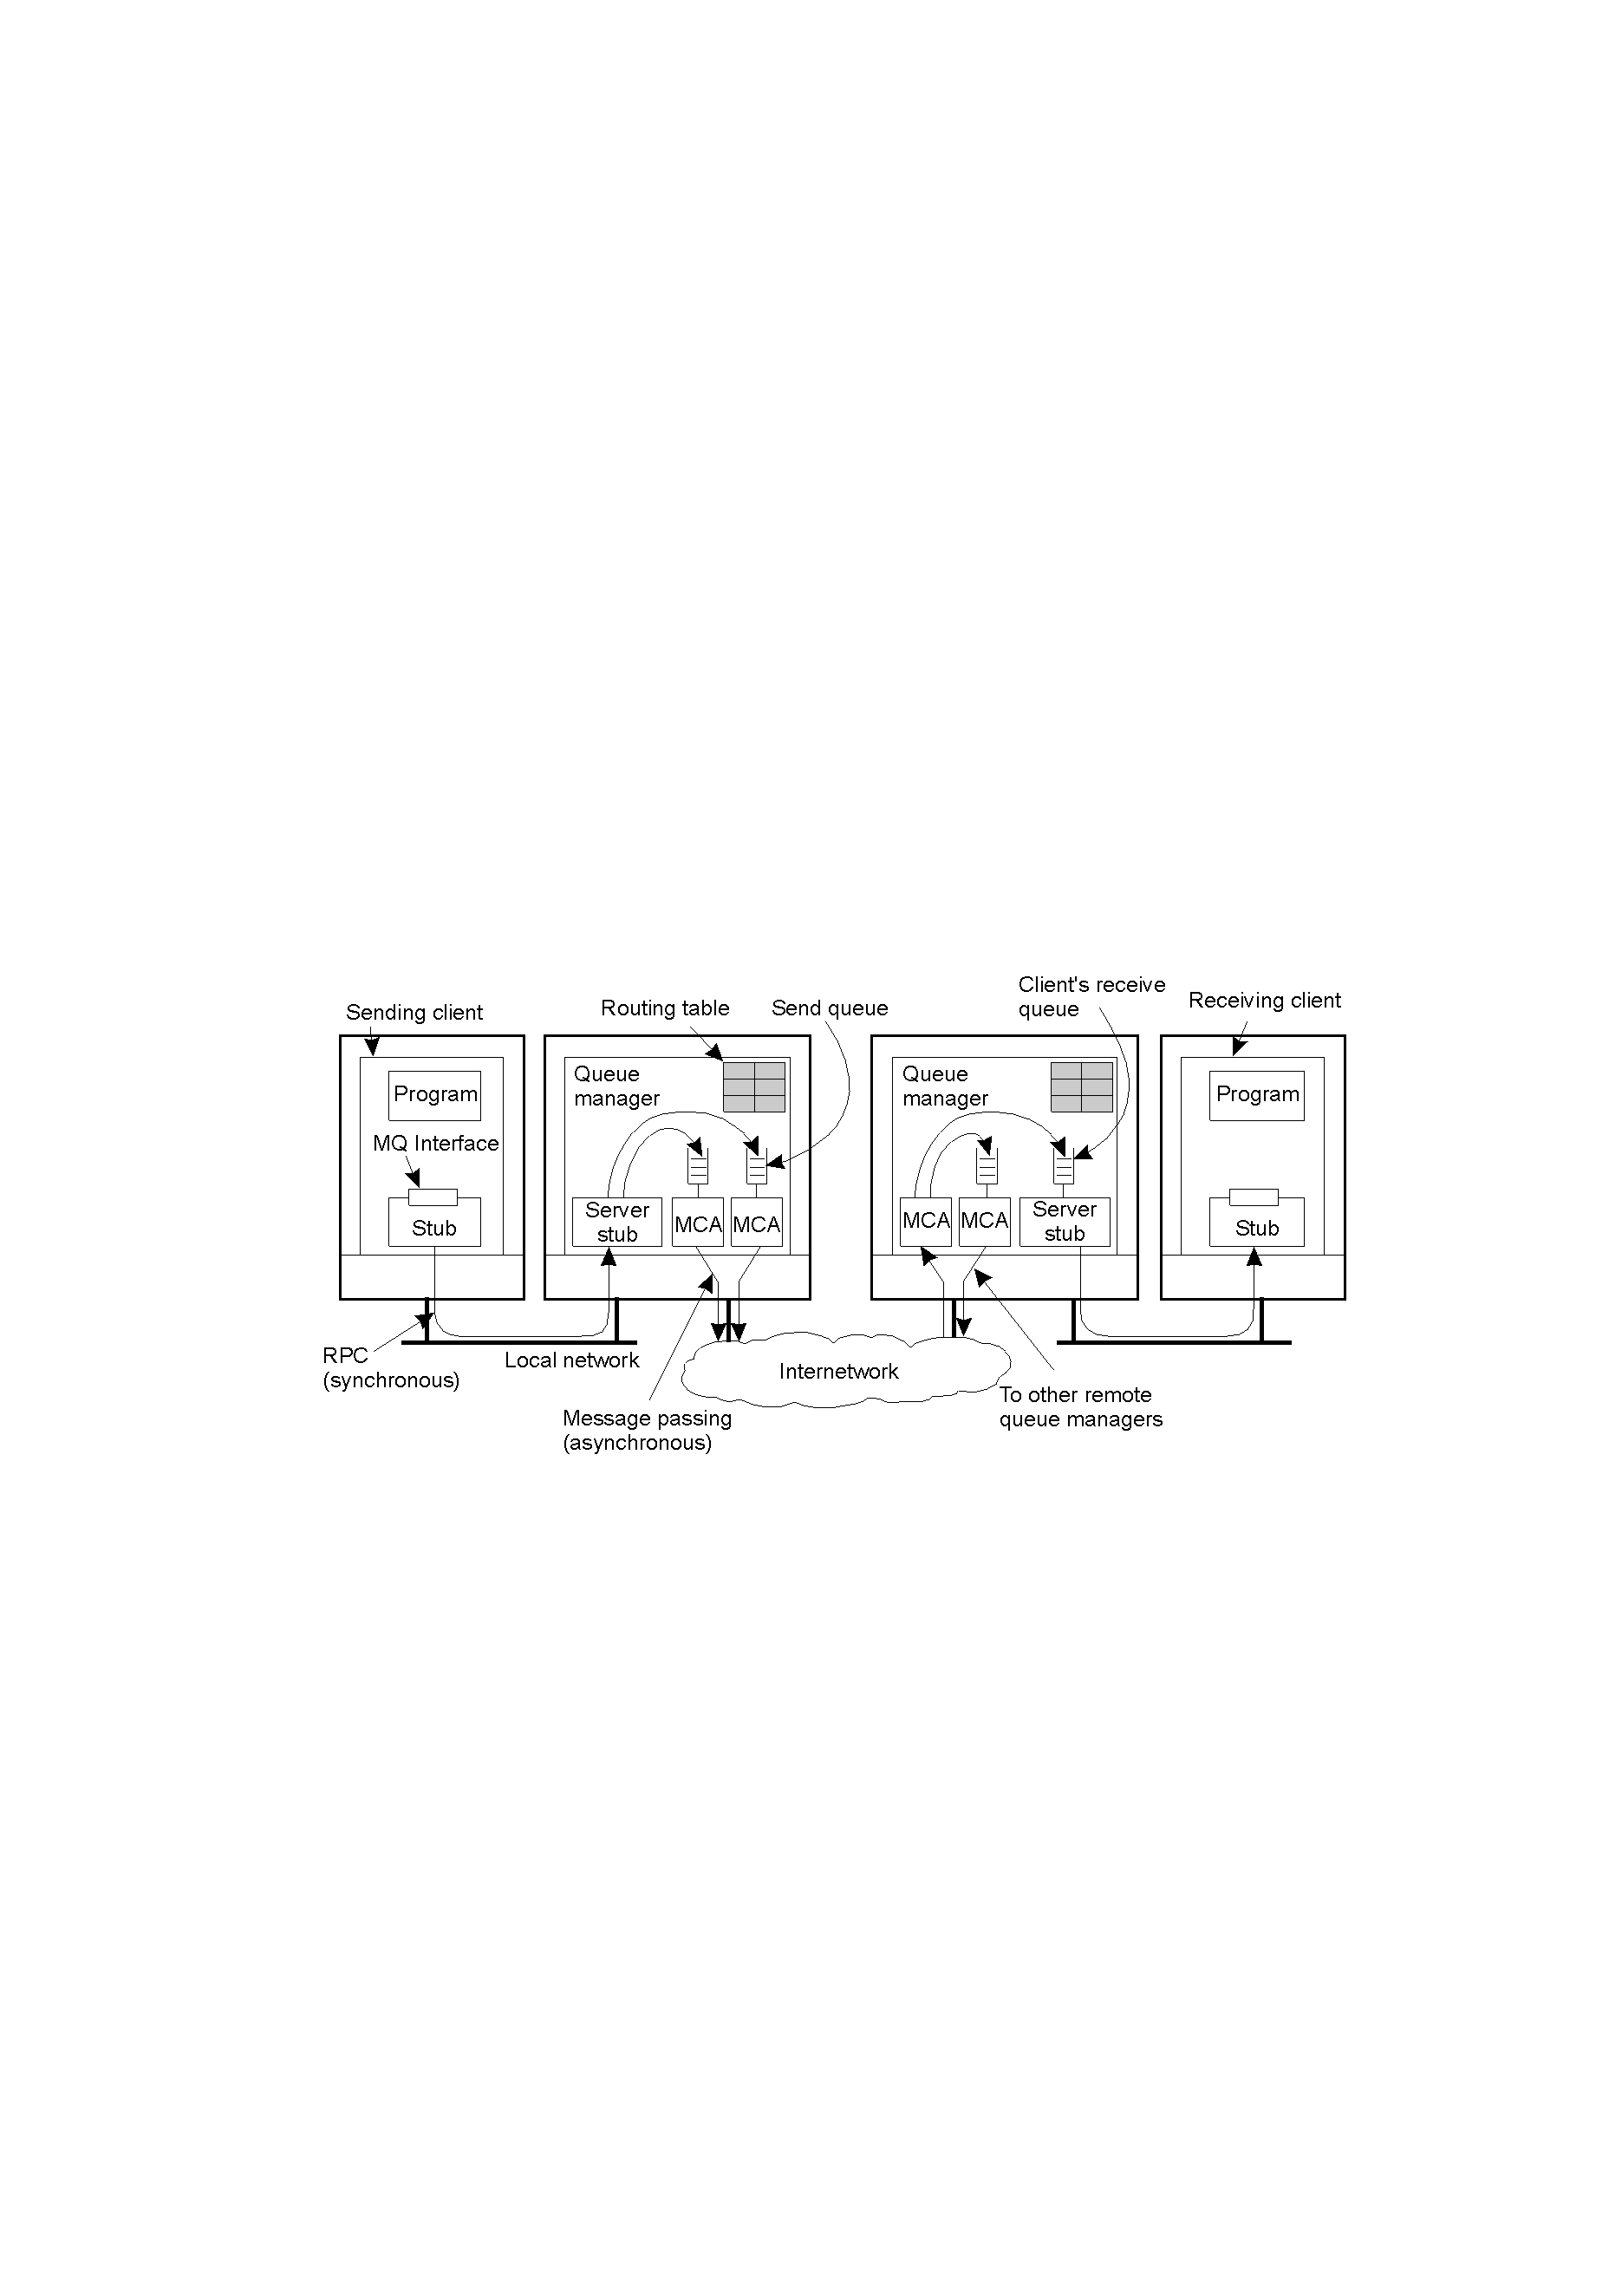 Client's receive
queue
Sending client
Routing table
Send queue
Receiving client
Program
MQ Interface
Stub
Queue
manager
Server
stub
MCA
MCA
Queue
manager
MCA
MCA
Server
stub
Program
Stub
RPC
(synchronous)
Local network
Internetwork
Message passing
(asynchronous)
To other remote
queue managers